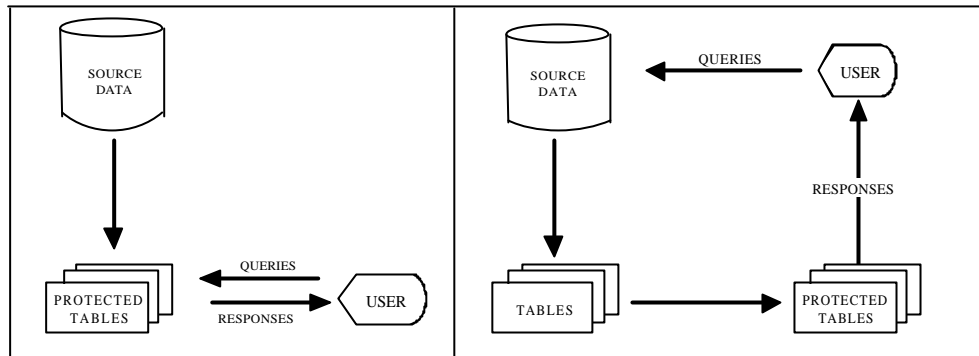 SOURCE
DATA
QUERIES
PROTECTED
TABLES
USER
RESPONSES
QUERIES
SOURCE
DATA
USER
RESPONSES
TABLES
PROTECTED
TABLES